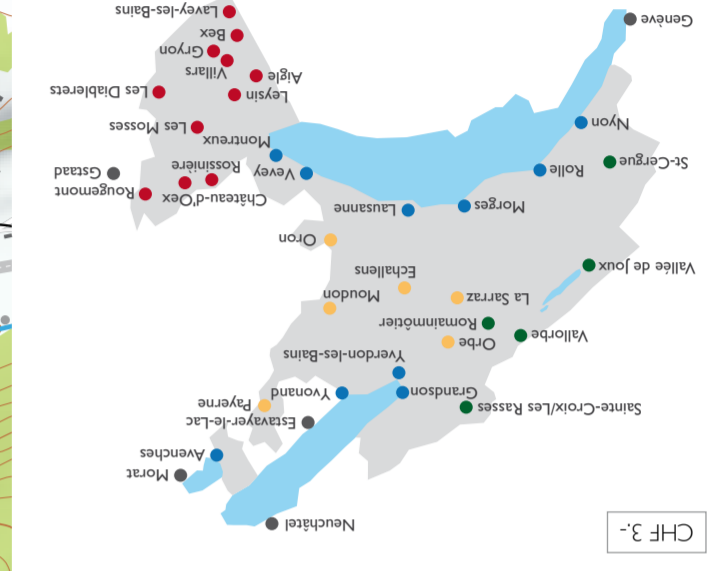 CHF 3.-
Neuchâtel
Morat
Avenches
Estavayer-le-Lac
Payerne
Sainte-Croix/Les Rasses
Grandson
Yvonand
Yverdon-les-Bains
Orbe
Vallorbe
Romainmôtier
La Sarraz
Moudon
Echallens
Vallée de Joux
Oron
Lausanne
Morges
Rougemont
Château-d'Oex
Rossinière
Gstaad
Vevey
Rolle
St-Cergue
Montreux
Les Mosses
Nyon
Leysin
Les Diablerets
Aigle
Villars
Gryon
Bex
Genève
Lavey-les-Bains